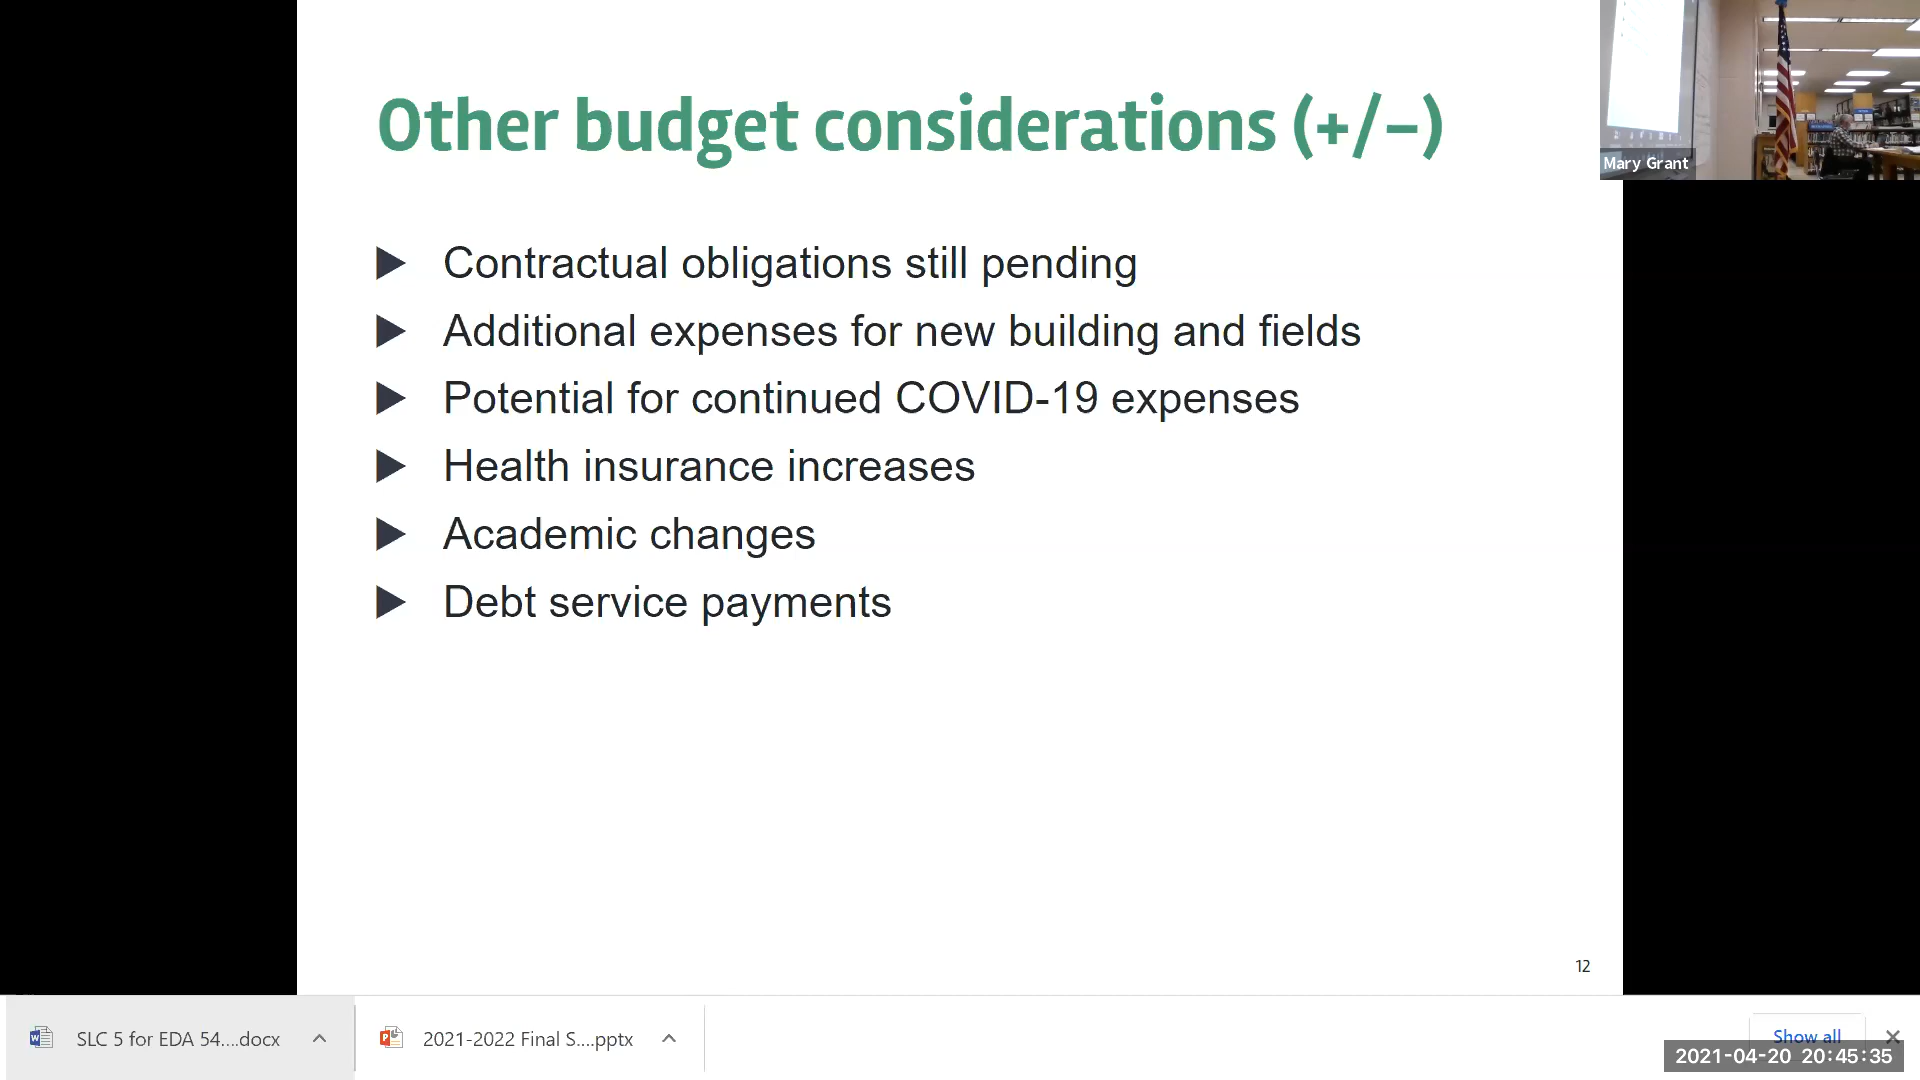 Other budget considerations (+/–)
Mary Grant
Contractual obligations still pending
Additional expenses for new building and fields
Potential for continued COVID-19 expenses
Health insurance increases
Academic changes
Debt service payments
12
SLC 5 for EDA 54....docx
2021-2022 Final S....pptx
Show all
2021-04-20 20:45:35